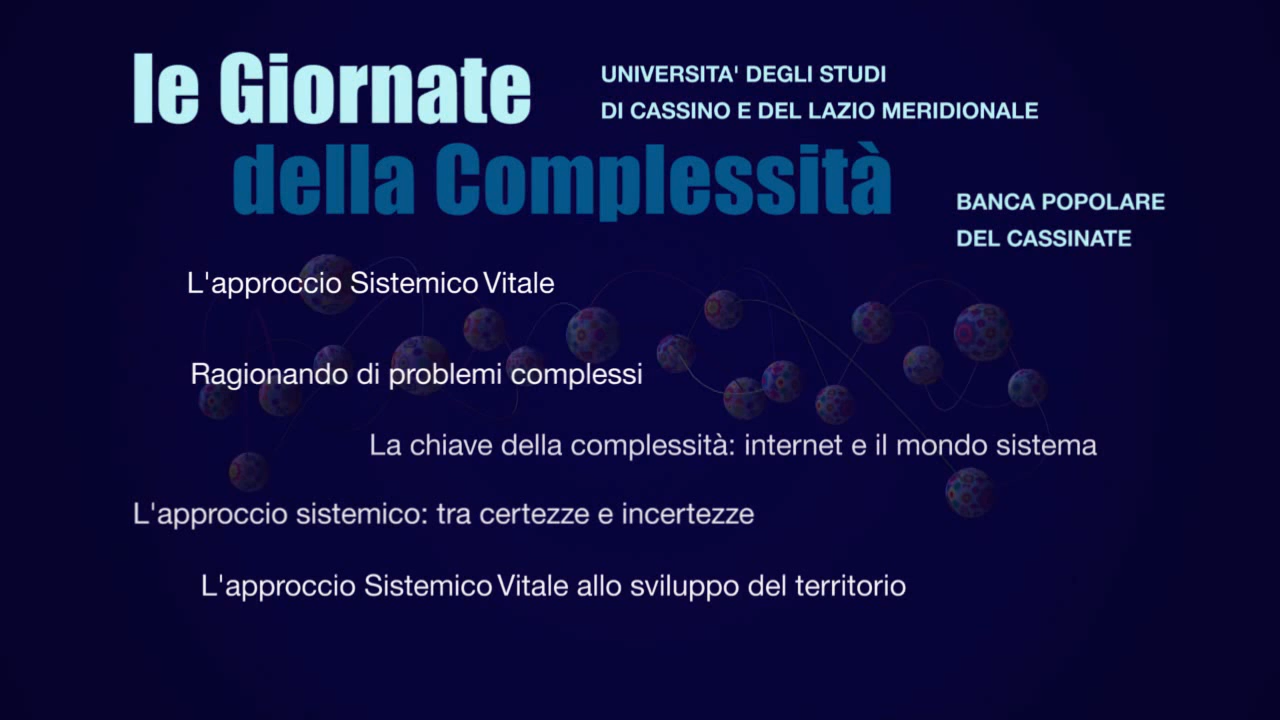 le Giornate
della Complessità
UNIVERSITA' DEGLI STUDI
DI CASSINO E DEL LAZIO MERIDIONALE
BANCA POPOLARE
DEL CASSINATE
L'approccio Sistemico Vitale
Ragionando di problemi complessi
La chiave della complessità: internet e il mondo sistema
L'approccio sistemico: tra certezze e incertezze
L'approccio Sistemico Vitale allo sviluppo del territorio